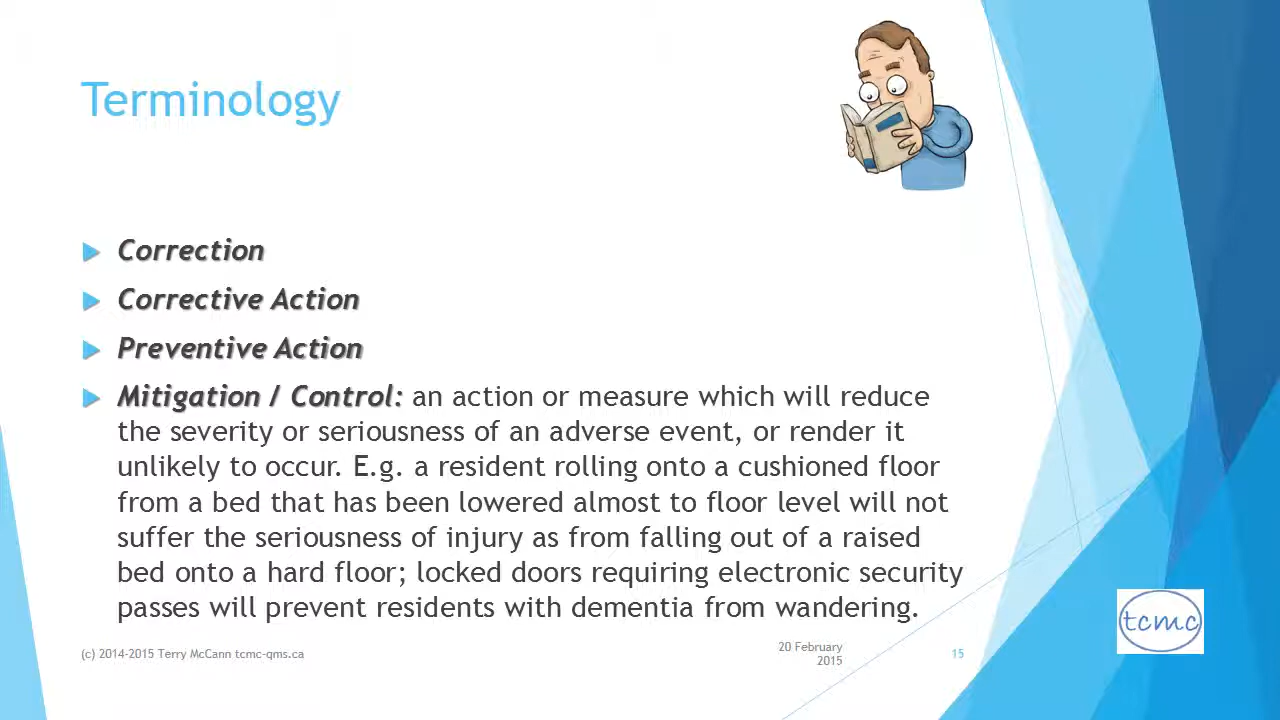 Terminology
Correction
Corrective Action
Preventive Action
Mitigation / Control: an action or measure which will reduce
the severity or seriousness of an adverse event, or render it
unlikely to occur. E.g. a resident rolling onto a cushioned floor
from a bed that has been lowered almost to floor level will not
suffer the seriousness of injury as from falling out of a raised
bed onto a hard floor; locked doors requiring electronic security
passes will prevent residents with dementia from wandering.
(c) 2014-2015 Terry McCann tcmc-qms.ca
20 February
2015
15
tcmc